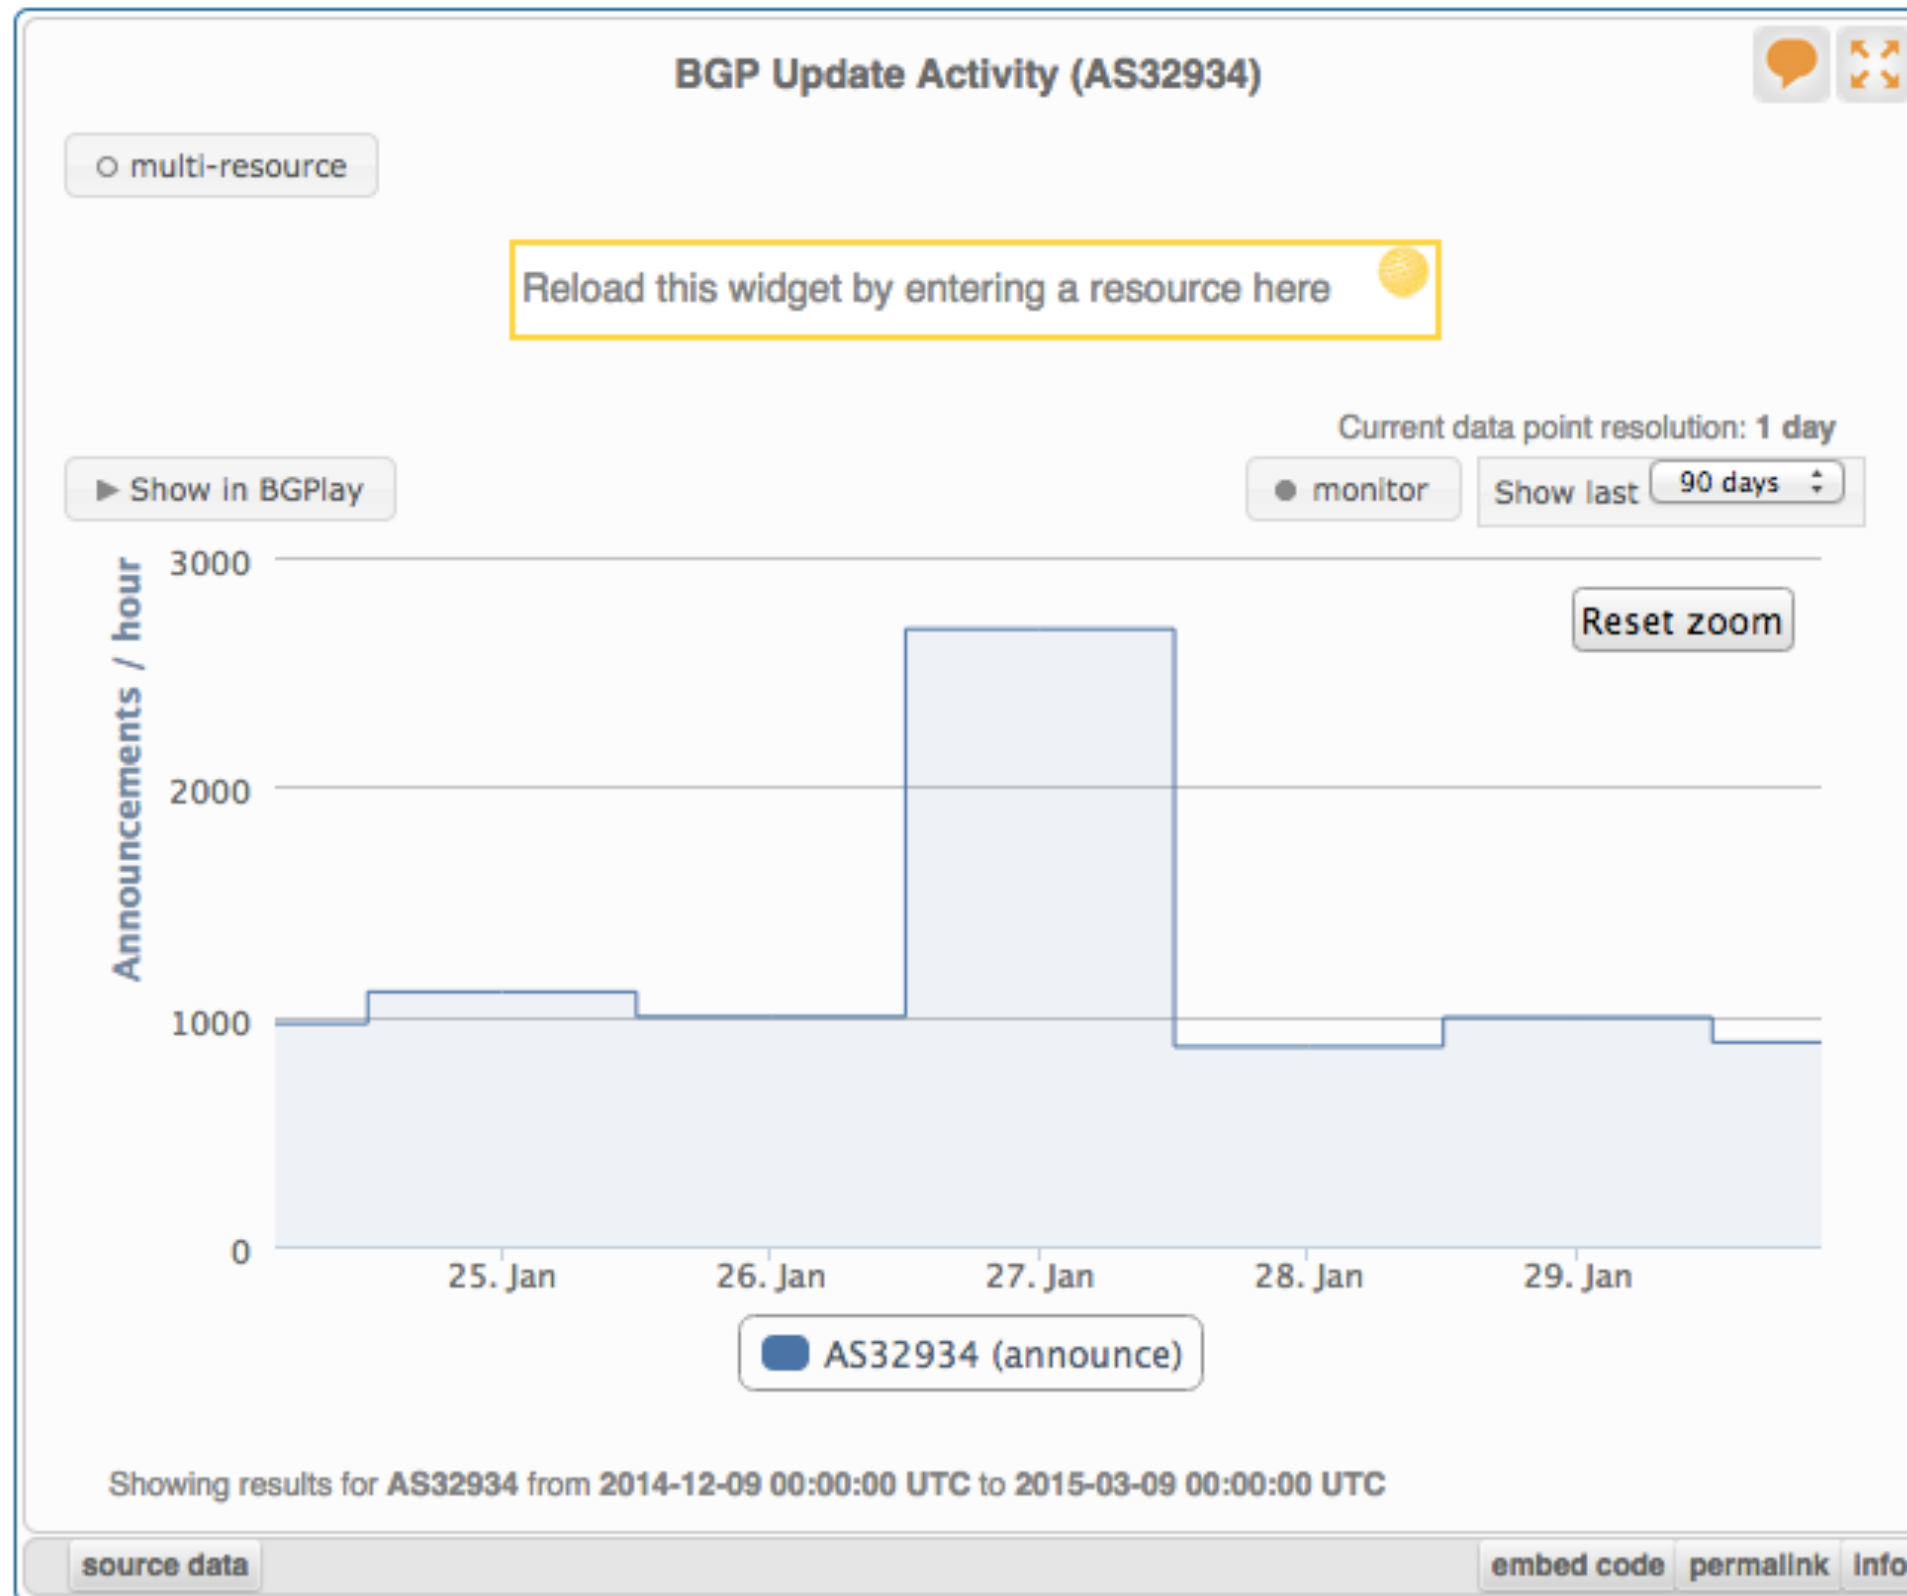 BGP Update Activity (AS32934)
multi-resource
Reload this widget by entering a resource here
Current data point resolution: 1 day
Show in BGPlay
monitor
Show last 90 days
Announcements / hour
3000
Reset zoom
2000
1000
0
25. Jan 26. Jan 27. Jan 28. Jan 29. Jan
AS32934 (announce)
Showing results for AS32934 from 2014-12-09 00:00:00 UTC to 2015-03-09 00:00:00 UTC
source data embed code permalink info